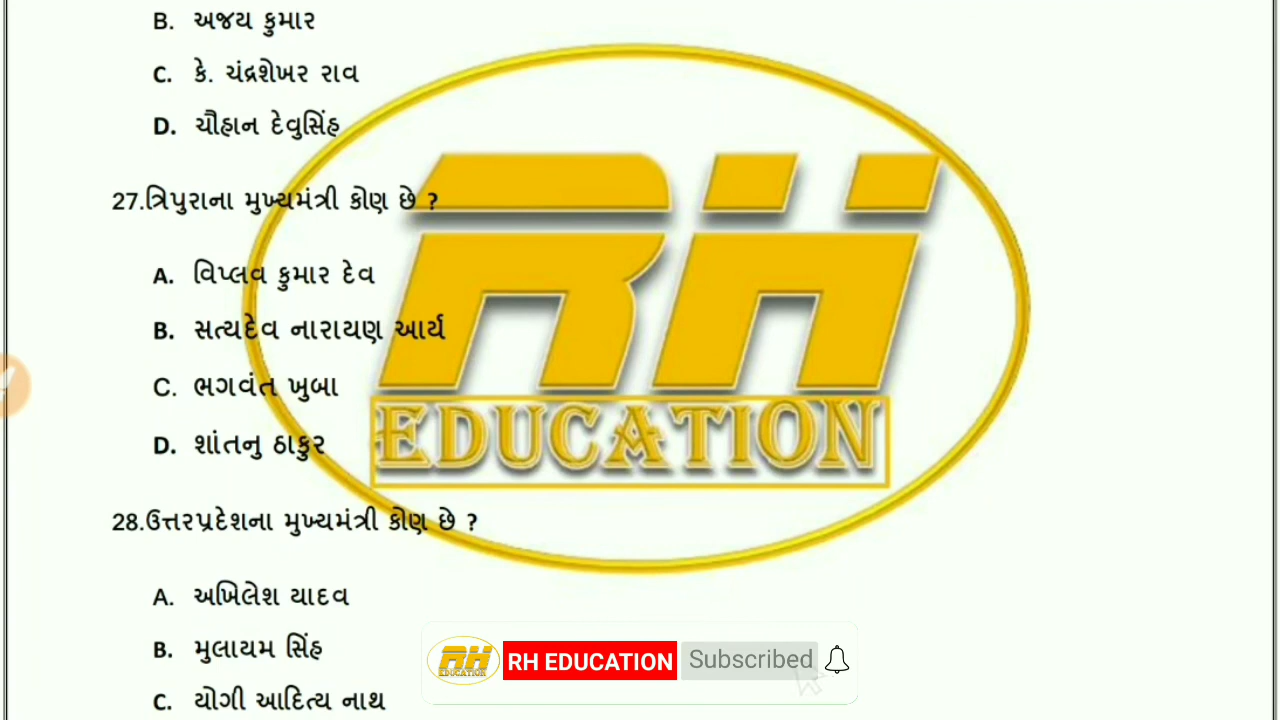 B. અજય કુમાર
C. કે. ચંદ્રશેખર રાવ
D. ચૌહાન દેવુસિંહ
27.ત્રિપુરાના મુખ્યમંત્રી કોણ છે ?
A. વિપ્લવ કુમાર દેવ
B. સત્યદેવ નારાયણ આર્ય
C. ભગવંત ખુબા
D. શાંતનુ ઠાકુર
28.ઉત્તરપ્રદેશના મુખ્યમંત્રી કોણ છે ?
A. અખિલેશ યાદવ
B. મુલાયમ સિંહ
C. યોગી આદિત્ય નાથ
RH
EDUCATION
RH EDUCATION
RH EDUCATION Subscribed